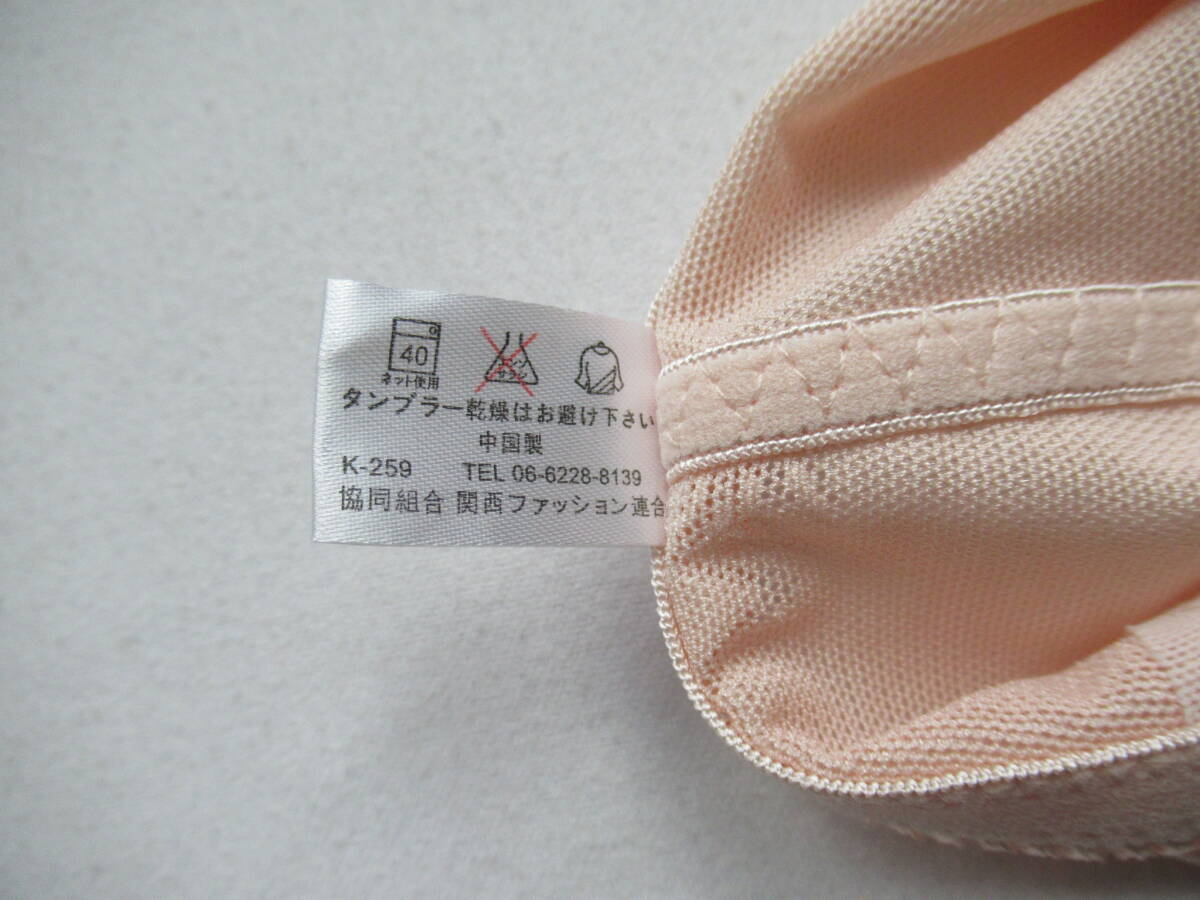 40
ネット使用
タンブラー乾燥はお避け下さい
中国製
K-259 TEL 06-6228-8139
協同組合 関西ファッション連合